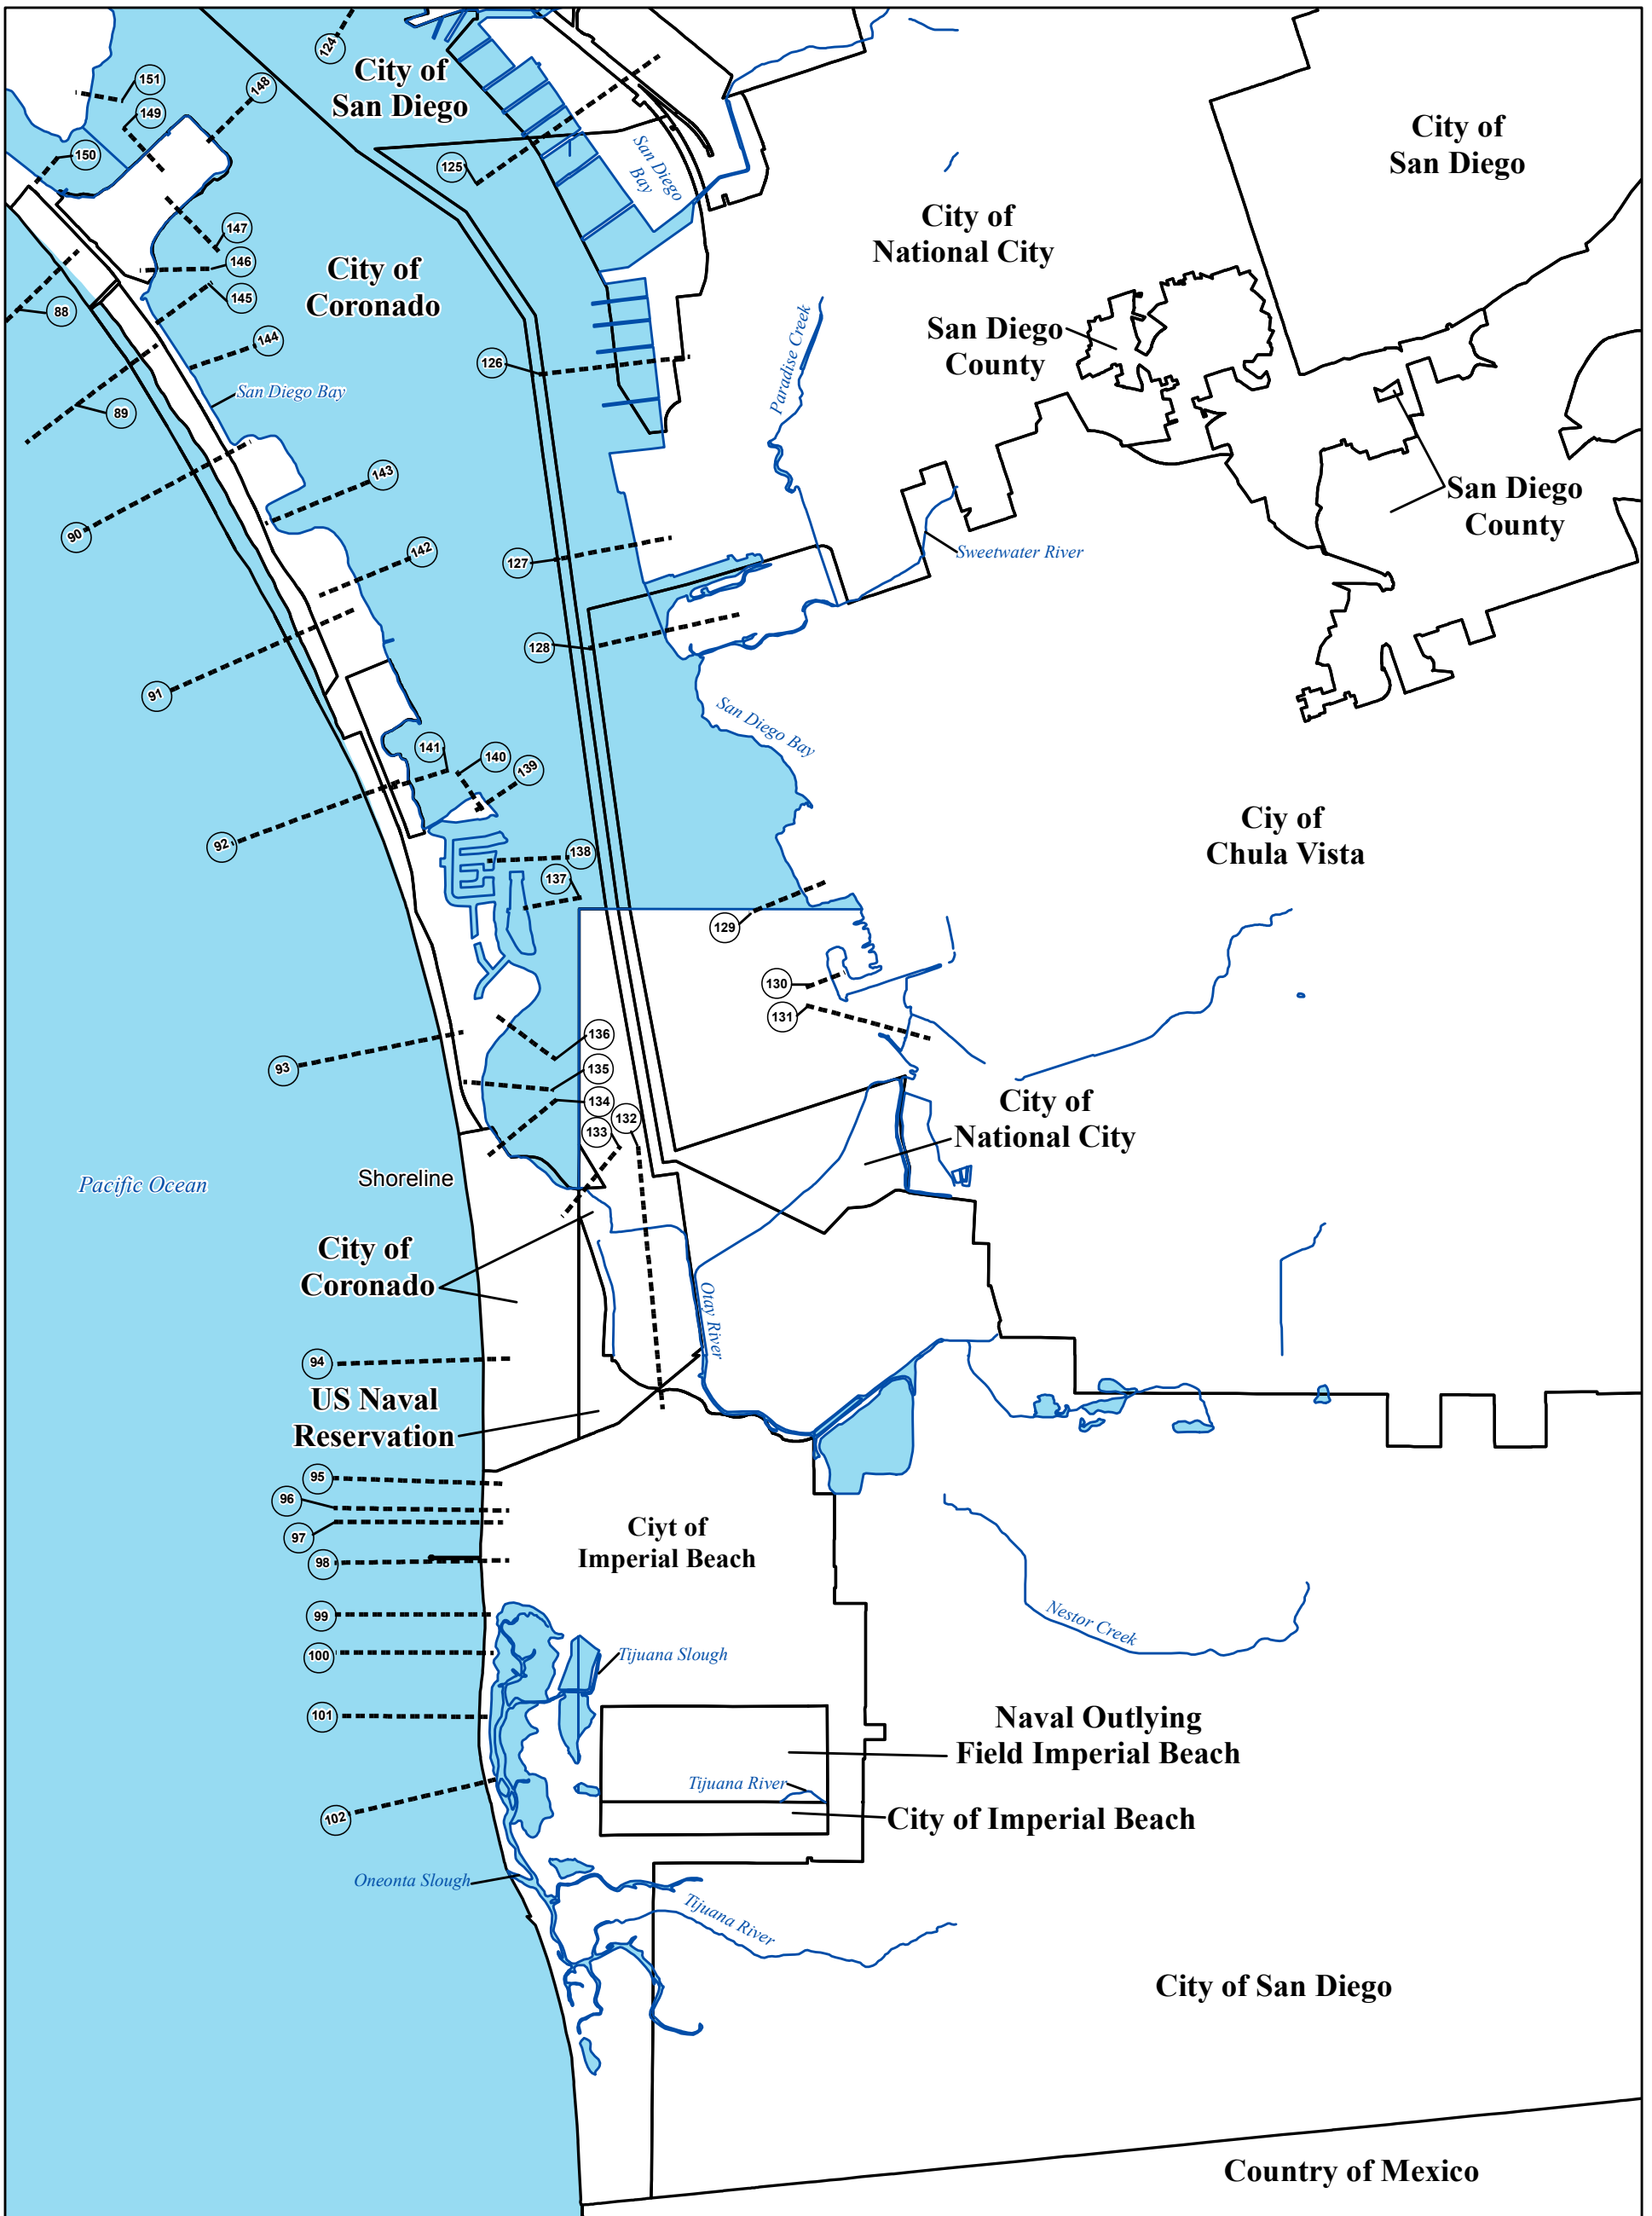 124
151
City of
San Diego
148
149
City of
San Diego
150
125
San Diego
Bay
City of
National City
147
146
City of
Coronado
145
88
San Diego
County
144
Paradise Creek
126
San Diego Bay
89
143
San Diego
County
90
142
Sweetwater River
127
128
91
San Diego Bay
141
140
139
Ciy of
Chula Vista
92
138
137
129
130
131
136
93
135
134
132
133
City of
National City
Pacific Ocean
Shoreline
City of
Coronado
Otay River
94
US Naval
Reservation
95
96
97
98
Ciyt of
Imperial Beach
99
Nestor Creek
100
Tijuana Slough
101
Naval Outlying
Field Imperial Beach
Tijuana River
102
City of Imperial Beach
Oneonta Slough
Tijuana River
City of San Diego
Country of Mexico